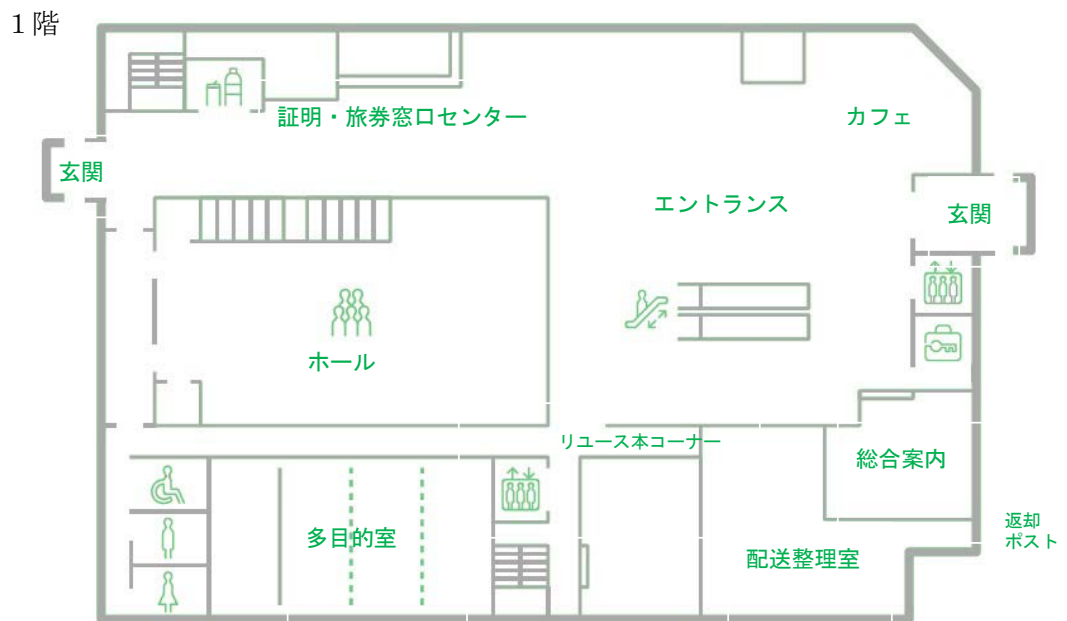 1階
証明・旅券窓口センター
カフェ
玄関
エントランス
玄関
ホール
リユース本コーナー
総合案内
多目的室
配送整理室
返却
ポスト